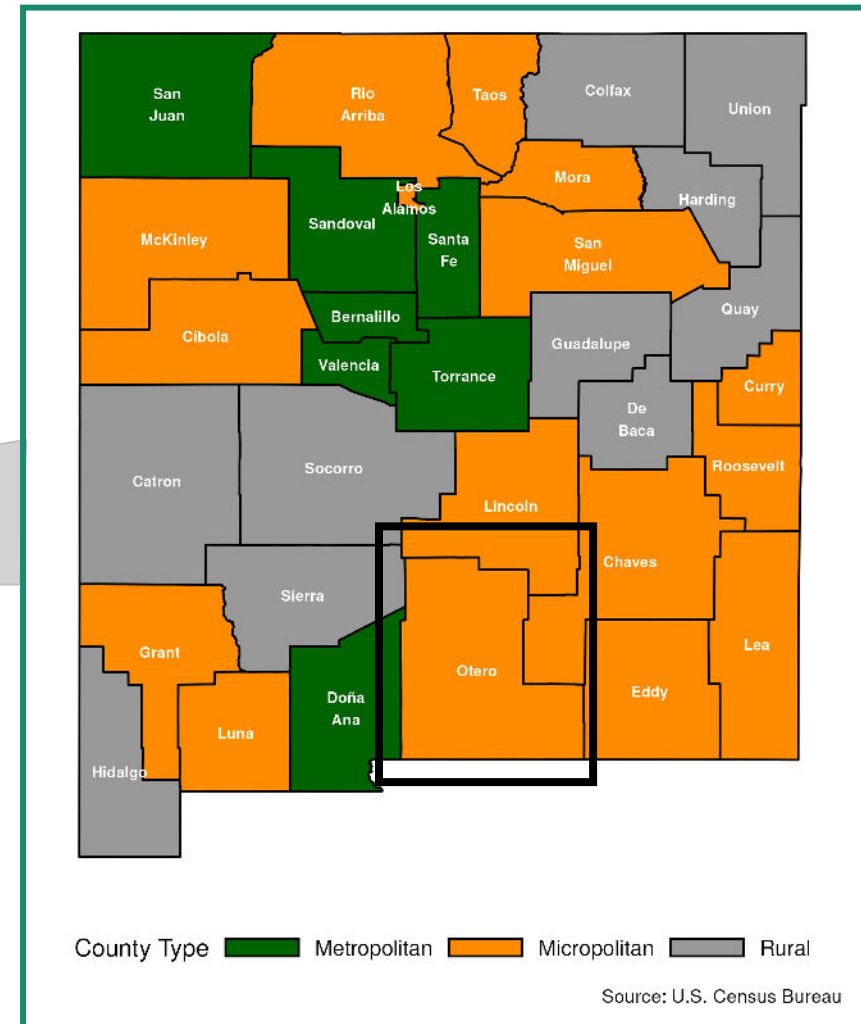 San
Juan
Rio
Arriba
Taos
Colfax
Union
Mora
Harding
Los
Alamos
McKinley
Sandoval
Santa
Fe
San
Miguel
Bernalillo
Quay
Cibola
Valencia
Torrance
Guadalupe
Curry
De
Baca
Catron
Socorro
Roosevelt
Lincoln
Chaves
Sierra
Grant
Otero
Lea
Doña
Ana
Eddy
Luna
Hidalgo
County Type Metropolitan Micropolitan Rural
Source: U.S. Census Bureau